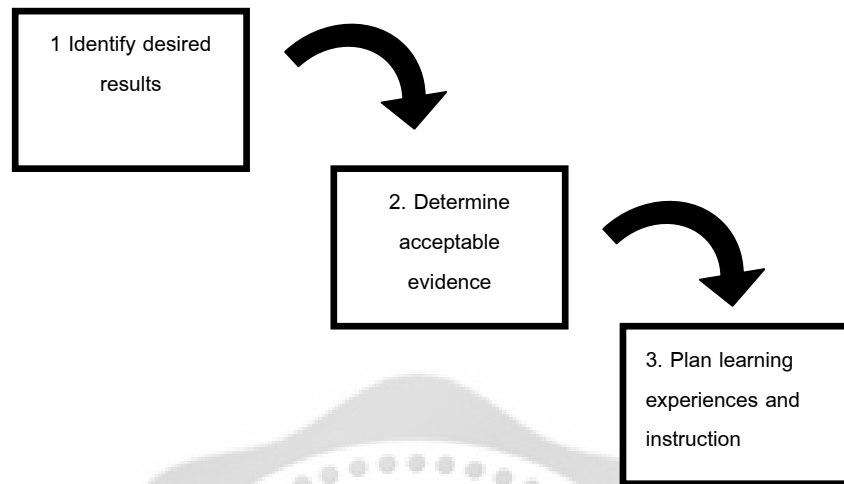 1 Identify desired
results
2. Determine
acceptable
evidence
3. Plan learning
experiences and
instruction